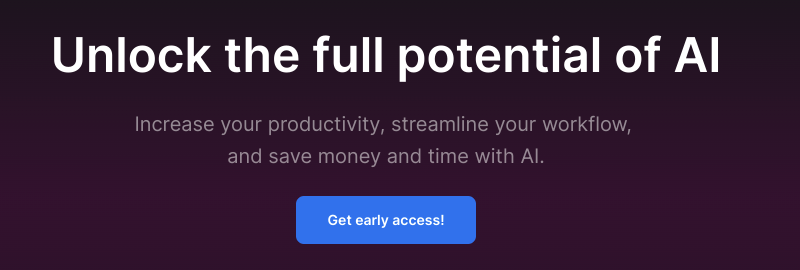 Unlock the full potential of AI
Increase your productivity, streamline your workflow,
and save money and time with AI.
Get early access!